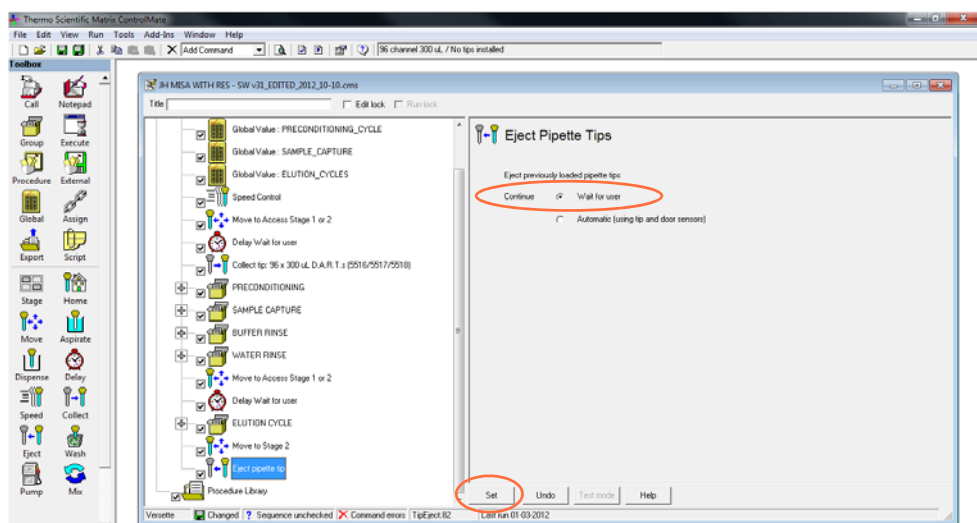 Thermo Scientific Matrix ControlMate
File Edit View Run Tools Add-Ins Window Help
Add Command
96 channel 300 uL / No tips installed
Toolbox
Call Notepad
Group Execute
Procedure External
Global Assign
Export Script
Stage Home
Move Aspirate
Dispense Delay
Speed Collect
Eject Wash
Pump Mix
JH MISA WITH RES - SW v31_EDITED_2012_10-10.cms
Title Edit lock Run lock
Global Value : PRECONDITIONING_CYCLE
Global Value : SAMPLE_CAPTURE
Global Value : ELUTION_CYCLES
Speed Control
Move to Access Stage 1 or 2
Delay Wait for user
Collect tip: 96 x 300 uL D.A.R.T.s (5516/5517/5518)
PRECONDITIONING
SAMPLE CAPTURE
BUFFER RINSE
WATER RINSE
Move to Access Stage 1 or 2
Delay Wait for user
ELUTION CYCLE
Move to Stage 2
Eject pipette tip
Procedure Library
Eject Pipette Tips
Eject previously loaded pipette tips
Continue Wait for user
Automatic (using tip and door sensors)
Set Undo Test mode Help
Versette Changed ? Sequence unchecked Command errors TipEject.82 Last run 01-03-2012